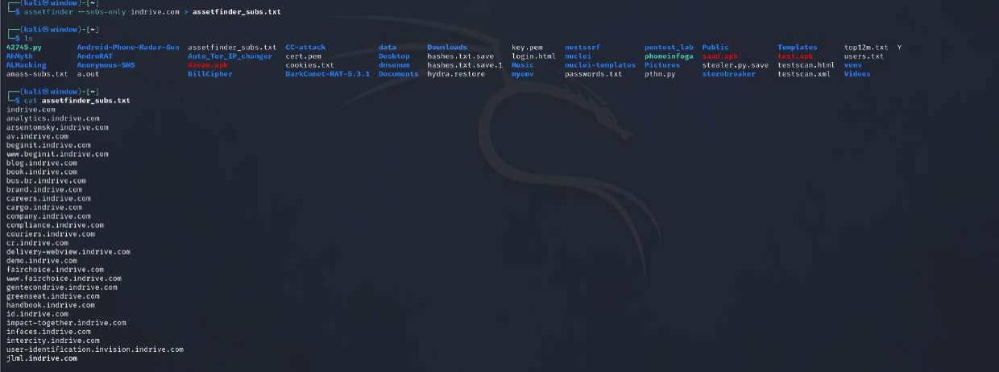 ┌──(kali㉿window)-[~]
└─$ assetfinder --subs-only indrive.com > assetfinder_subs.txt
┌──(kali㉿window)-[~]
└─$ ls
42745.py Android-Phone-Radar-Gun assetfinder_subs.txt CC-attack data Downloads key.pem nextssrf pentest_lab Public Templates top12m.txt Y
AhMyth AndroRAT Auto_Tor_IP_changer cert.pem Desktop hashes.txt.save login.html nuclei phoneinfoga saad.apk test.apk users.txt
ALHacking Anonymous-SMS Azeem.apk cookies.txt dnsenum hashes.txt.save.1 Music nuclei-templates Pictures stealer.py.save testscan.html venv
amass-subs.txt a.out BillCipher DarkComet-RAT-5.3.1 Documents hydra.restore myenv passwords.txt pthn.py stormbreaker testscan.xml Videos
┌──(kali㉿window)-[~]
└─$ cat assetfinder_subs.txt
indrive.com
analytics.indrive.com
arsentomsky.indrive.com
av.indrive.com
beginit.indrive.com
www.beginit.indrive.com
blog.indrive.com
book.indrive.com
bus.br.indrive.com
brand.indrive.com
careers.indrive.com
cargo.indrive.com
company.indrive.com
compliance.indrive.com
couriers.indrive.com
cr.indrive.com
delivery-webview.indrive.com
demo.indrive.com
fairchoice.indrive.com
www.fairchoice.indrive.com
gentecondrive.indrive.com
greenseat.indrive.com
handbook.indrive.com
id.indrive.com
impact-together.indrive.com
infaces.indrive.com
intercity.indrive.com
user-identification.invision.indrive.com
jlml.indrive.com